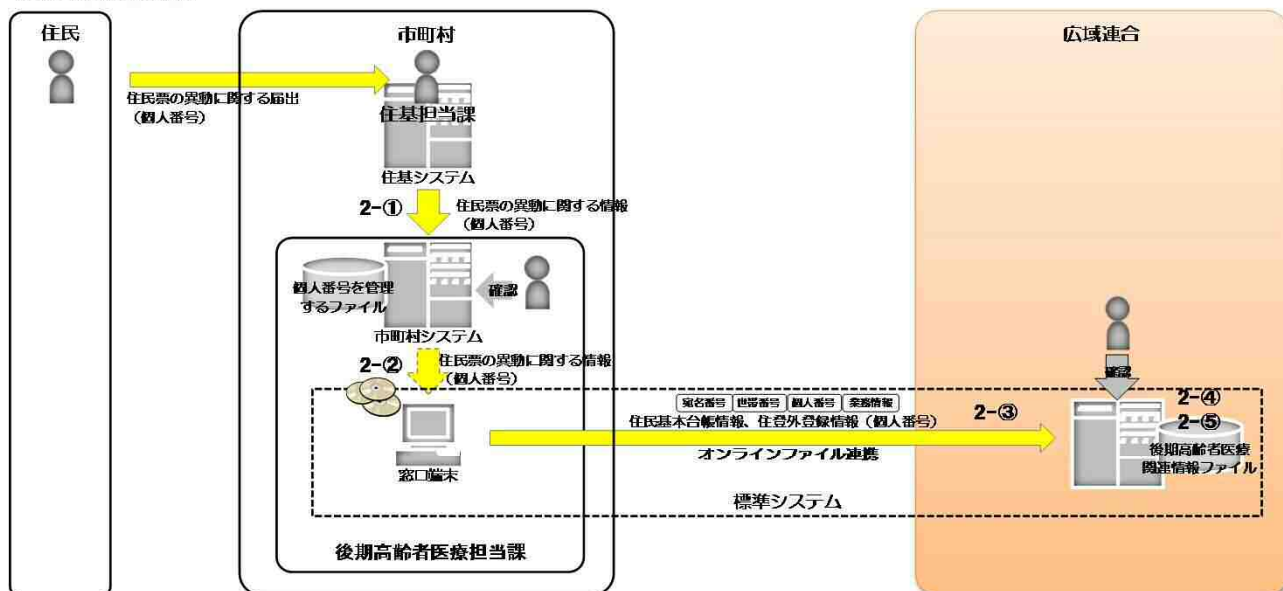 住民
市町村
広域連合
住民票の異動に関する届出
（個人番号）
住基担当課
住基システム
2-①
住民票の異動に関する情報
（個人番号）
個人番号を管理
するファイル
確認
市町村システム
2-②
住民票の異動に関する情報
（個人番号）
窓口端末
宛名番号 世帯番号 個人番号 業務情報
住民基本台帳情報、住登外登録情報（個人番号）
2-③
オンラインファイル連携
標準システム
後期高齢者医療担当課
確認
2-④
2-⑤
後期高齢者医療
関連情報ファイル